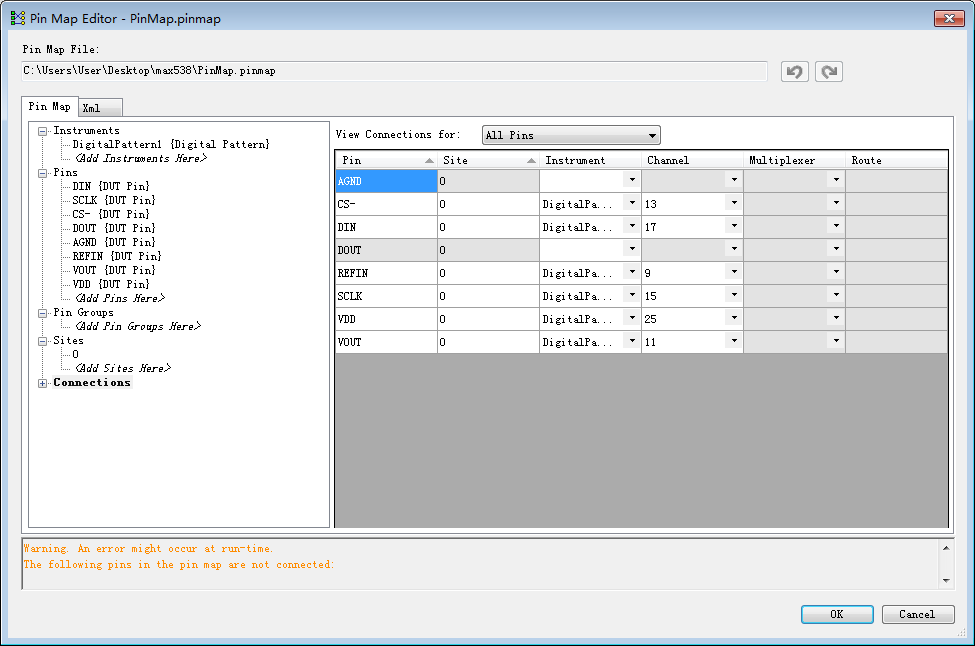 Pin Map Editor - PinMap.pinmap
Pin Map File:
C:\Users\User\Desktop\max538\PinMap.pinmap
Pin Map
Xml
Instruments
DigitalPattern1 {Digital Pattern}
<Add Instruments Here>
Pins
DIN {DUT Pin}
SCLK {DUT Pin}
CS- {DUT Pin}
DOUT {DUT Pin}
AGND {DUT Pin}
REFIN {DUT Pin}
VOUT {DUT Pin}
VDD {DUT Pin}
<Add Pins Here>
Pin Groups
<Add Pin Groups Here>
Sites
0
<Add Sites Here>
Connections
View Connections for: All Pins
Pin Site Instrument Channel Multiplexer Route
AGND 0
CS- 0 DigitalPa... 13
DIN 0 DigitalPa... 17
DOUT 0
REFIN 0 DigitalPa... 9
SCLK 0 DigitalPa... 15
VDD 0 DigitalPa... 25
VOUT 0 DigitalPa... 11
Warning. An error might occur at run-time.
The following pins in the pin map are not connected:
OK
Cancel